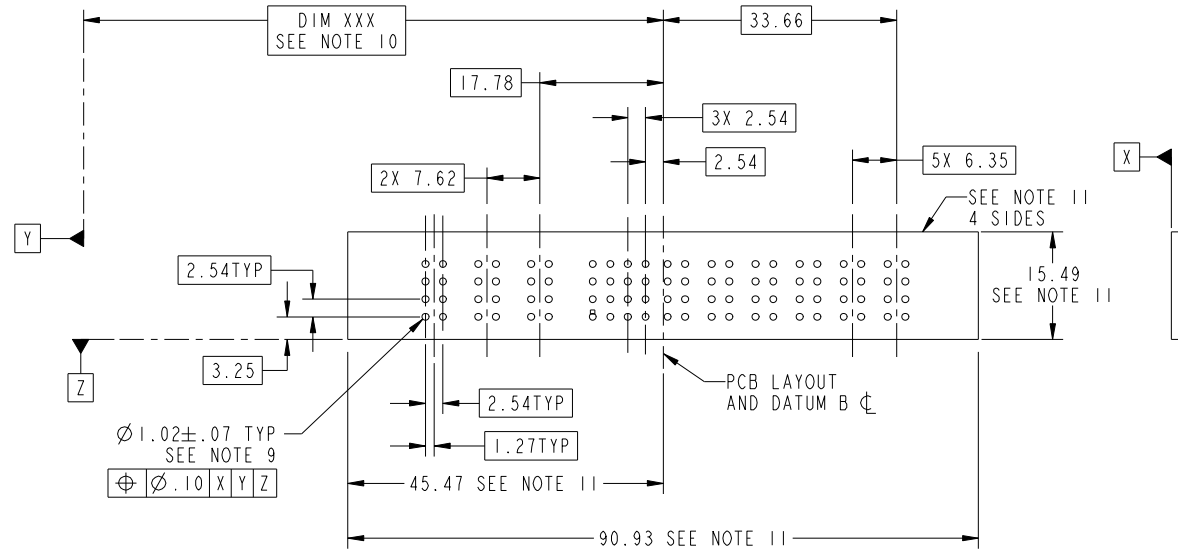 DIM XXX
SEE NOTE 10
33.66
17.78
3X 2.54
2.54
5X 6.35
X
2X 7.62
SEE NOTE 11
4 SIDES
Y
2.54TYP
15.49
SEE NOTE 11
3.25
Z
PCB LAYOUT
AND DATUM B ℄
2.54TYP
Ø1.02±.07 TYP
SEE NOTE 9
1.27TYP
⌖ Ø.10 X Y Z
45.47 SEE NOTE 11
90.93 SEE NOTE 11